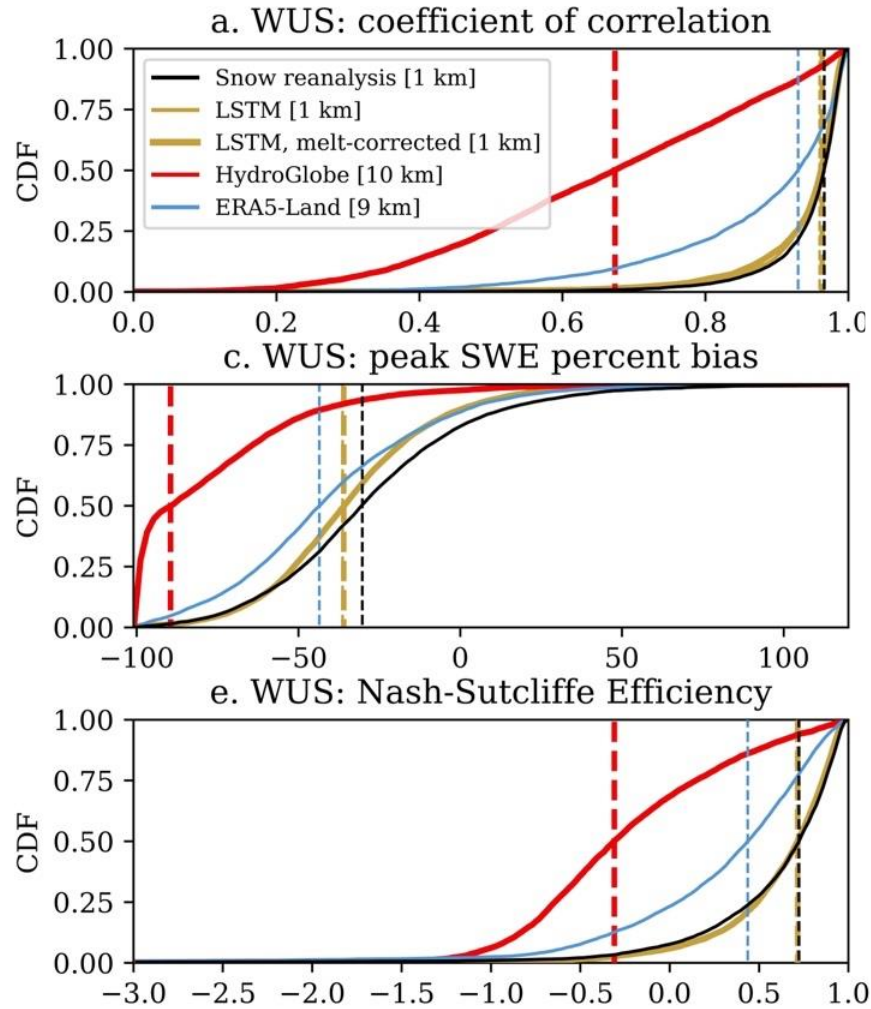 a. WUS: coefficient of correlation
1.00
0.75
0.50
0.25
0.00
CDF
Snow reanalysis [1 km]
LSTM [1 km]
LSTM, melt-corrected [1 km]
HydroGlobe [10 km]
ERA5-Land [9 km]
0.0 0.2 0.4 0.6 0.8 1.0
c. WUS: peak SWE percent bias
1.00
0.75
0.50
0.25
0.00
CDF
−100 −50 0 50 100
e. WUS: Nash-Sutcliffe Efficiency
1.00
0.75
0.50
0.25
0.00
CDF
−3.0 −2.5 −2.0 −1.5 −1.0 −0.5 0.0 0.5 1.0